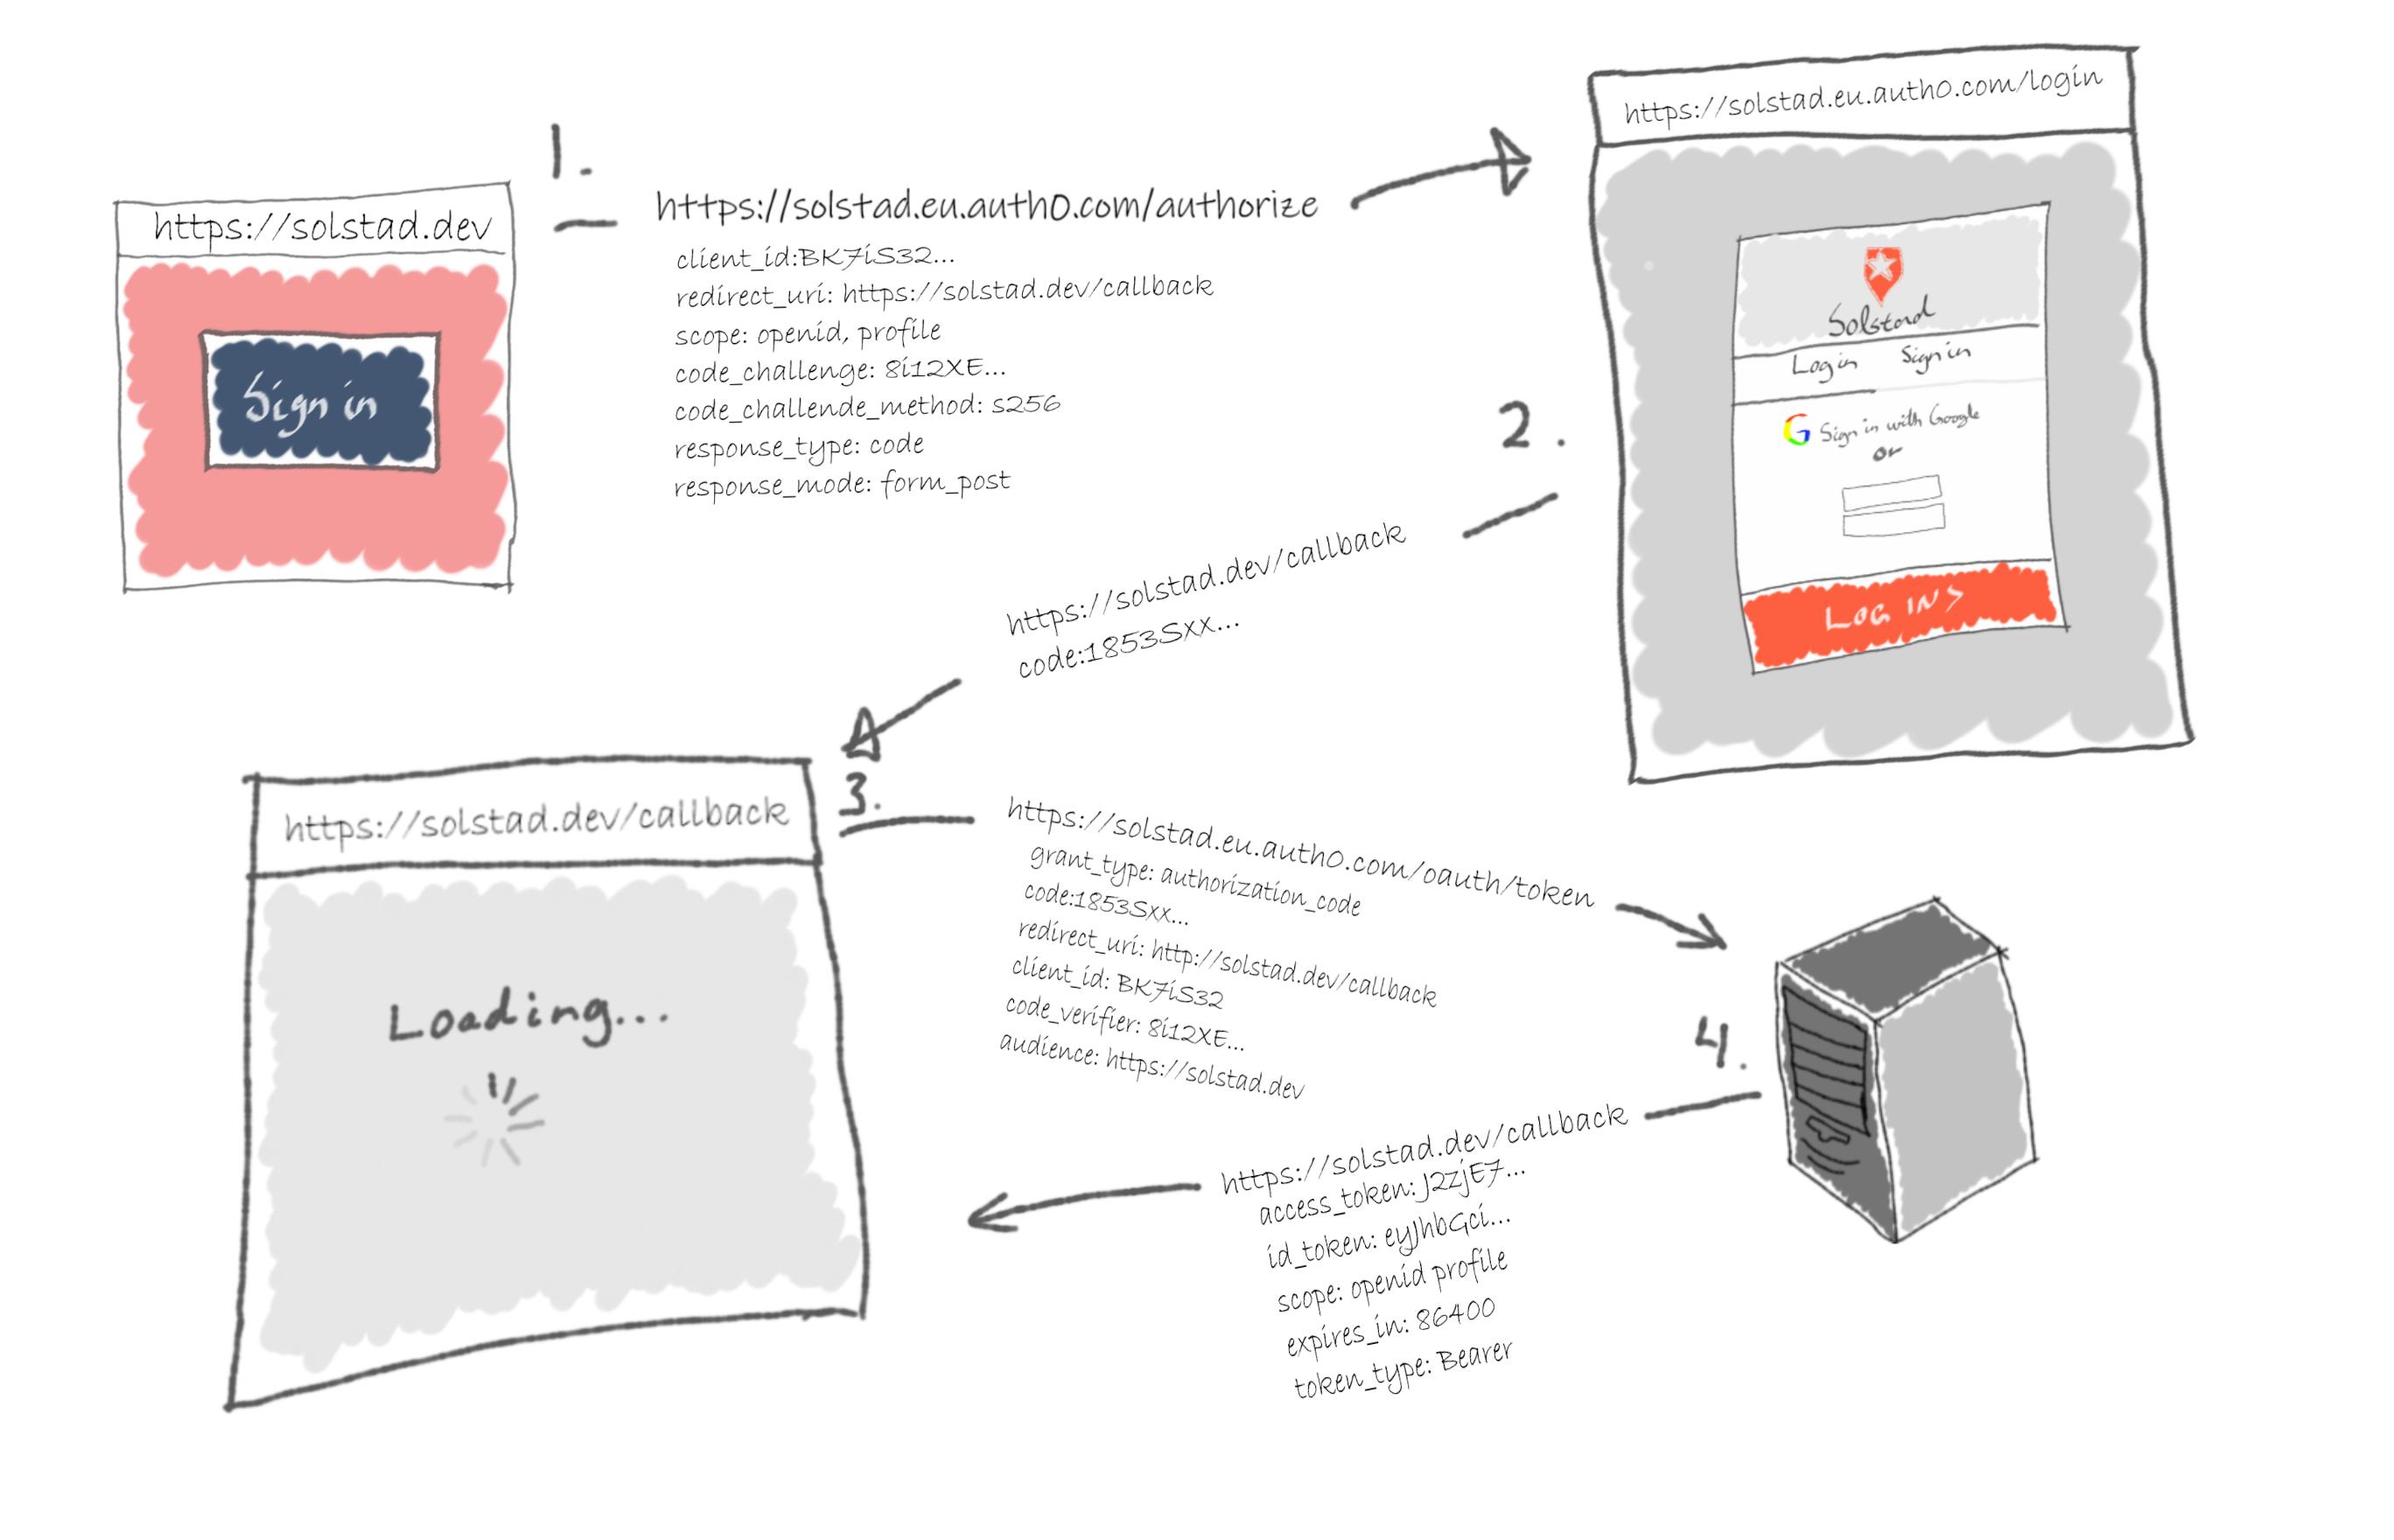 https://solstad.dev
Sign in
1.
https://solstad.eu.auth0.com/authorize
client_id:BK7iS32...
redirect_uri: https://solstad.dev/callback
scope: openid, profile
code_challenge: 8i12XE...
code_challende_method: s256
response_type: code
response_mode: form_post
https://solstad.eu.auth0.com/login
Solstad
Login Sign in
G Sign in with Google
or
LOG IN >
2.
https://solstad.dev/callback
code:1853Sxx...
https://solstad.dev/callback
Loading...
3.
https://solstad.eu.auth0.com/oauth/token
grant_type: authorization_code
code:1853Sxx...
redirect_uri: http://solstad.dev/callback
client_id: BK7iS32
code_verifier: 8i12XE...
audience: https://solstad.dev
4.
https://solstad.dev/callback
access_token: J2ZjE7...
id_token: eyJhbGci...
scope: openid profile
expires_in: 86400
token_type: Bearer